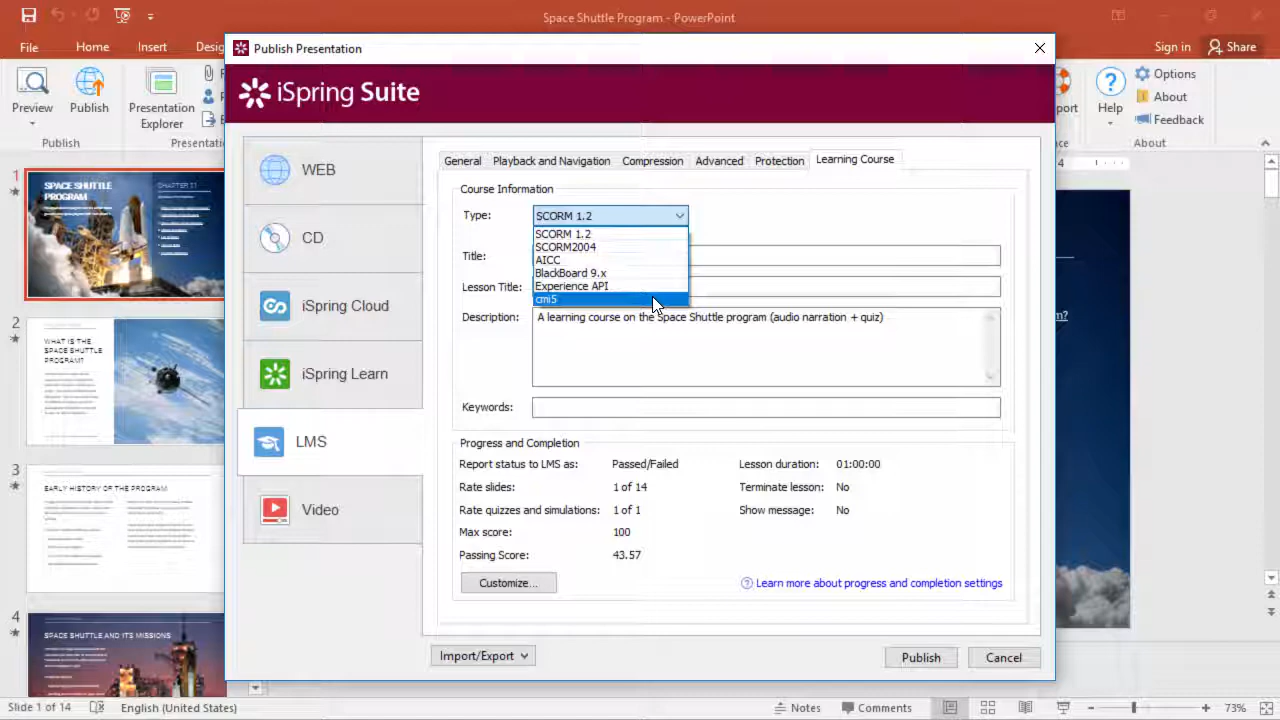 Space Shuttle Program - PowerPoint
File
Home
Insert
Sign in
Share
Publish Presentation
iSpring Suite
Preview
Publish
Presentation
Explorer
Publish
Help
Options
About
Feedback
About
WEB
CD
iSpring Cloud
iSpring Learn
LMS
Video
General
Playback and Navigation
Compression
Advanced
Protection
Learning Course
Course Information
Type:
SCORM 1.2
SCORM 1.2
SCORM2004
AICC
BlackBoard 9.x
Experience API
cmi5
Title:
Lesson Title:
Description:
A learning course on the Space Shuttle program (audio narration + quiz)
Keywords:
Progress and Completion
Report status to LMS as: Passed/Failed
Lesson duration: 01:00:00
Rate slides: 1 of 14
Terminate lesson: No
Rate quizzes and simulations: 1 of 1
Show message: No
Max score: 100
Passing Score: 43.57
Customize...
Learn more about progress and completion settings
Publish
Cancel
1
SPACE SHUTTLE
PROGRAM
2
WHAT IS THE
SPACE SHUTTLE
PROGRAM?
3
EARLY HISTORY OF THE PROGRAM
4
SPACE SHUTTLE AND ITS MISSIONS
Slide 1 of 14
English (United States)
Notes
Comments
73%